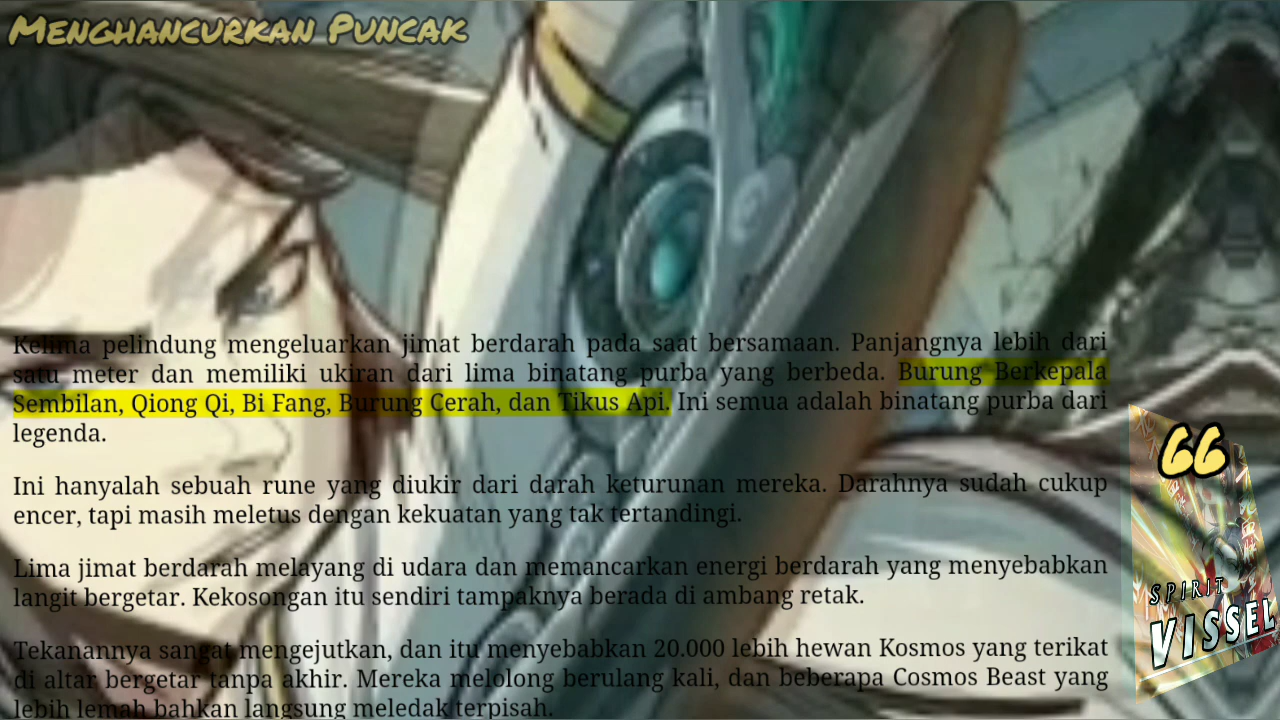 Menghancurkan Puncak
Kelima pelindung mengeluarkan jimat berdarah pada saat bersamaan. Panjangnya lebih dari
satu meter dan memiliki ukiran dari lima binatang purba yang berbeda. Burung Berkepala
Sembilan, Qiong Qi, Bi Fang, Burung Cerah, dan Tikus Api. Ini semua adalah binatang purba dari
legenda.
Ini hanyalah sebuah rune yang diukir dari darah keturunan mereka. Darahnya sudah cukup
encer, tapi masih meletus dengan kekuatan yang tak tertandingi.
Lima jimat berdarah melayang di udara dan memancarkan energi berdarah yang menyebabkan
langit bergetar. Kekosongan itu sendiri tampaknya berada di ambang retak.
Tekanannya sangat mengejutkan, dan itu menyebabkan 20.000 lebih hewan Kosmos yang terikat
di altar bergetar tanpa akhir. Mereka melolong berulang kali, dan beberapa Cosmos Beast yang
lebih lemah bahkan langsung meledak terpisah.
66
SPIRIT
VISSEL